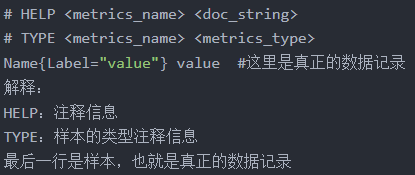 # HELP <metrics_name> <doc_string>
# TYPE <metrics_name> <metrics_type>
Name{Label="value"} value  #这里是真正的数据记录
解释：
HELP：注释信息
TYPE：样本的类型注释信息
最后一行是样本，也就是真正的数据记录